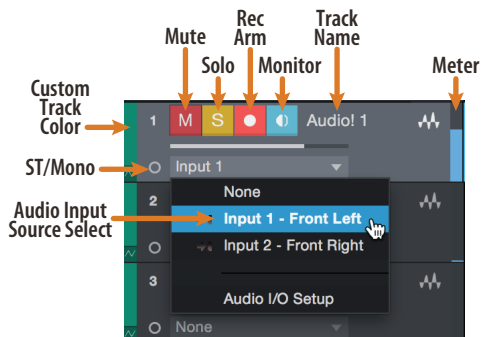 Rec
Arm
Track
Name
Mute
Solo
Monitor
Meter
Custom
Track
Color
1
M
S
Audio! 1
ST/Mono
Input 1
Audio Input
Source Select
2
None
Input 1 - Front Left
Input 2 - Front Right
3
Audio I/O Setup
None